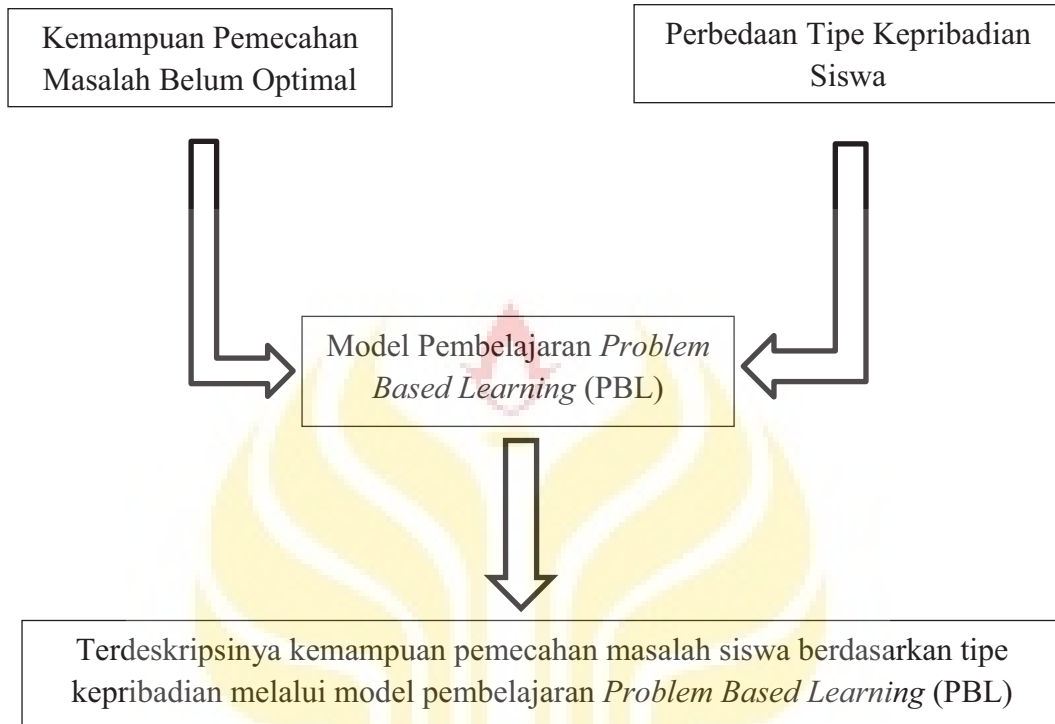 Kemampuan Pemecahan
Masalah Belum Optimal
Perbedaan Tipe Kepribadian
Siswa
Model Pembelajaran Problem
Based Learning (PBL)
Terdeskripsinya kemampuan pemecahan masalah siswa berdasarkan tipe
kepribadian melalui model pembelajaran Problem Based Learning (PBL)